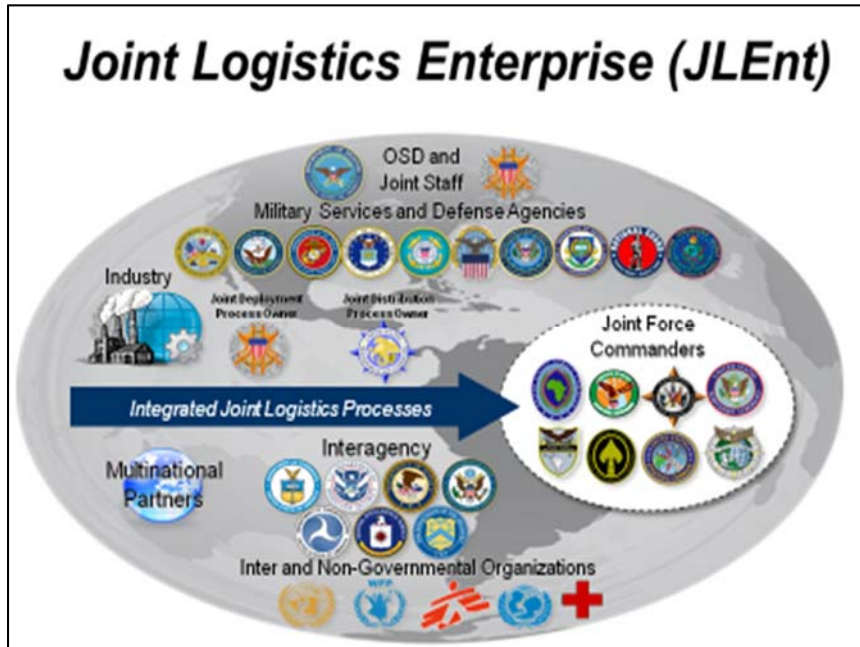 Joint Logistics Enterprise (JLEnt)
OSD and
Joint Staff
Military Services and Defense Agencies
Industry
Joint Deployment
Process Owner
Joint Distribution
Process Owner
Joint Force
Commanders
Integrated Joint Logistics Processes
Interagency
Multinational
Partners
Inter and Non-Governmental Organizations
WFP